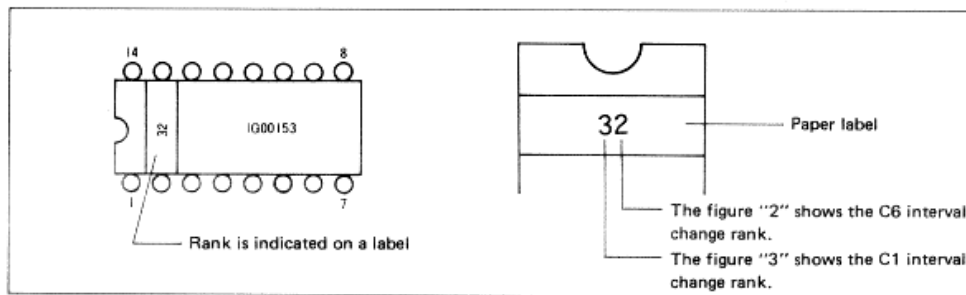 14
8
32
IG00153
1
7
Rank is indicated on a label
32
Paper label
The figure "2" shows the C6 interval
change rank.
The figure "3" shows the C1 interval
change rank.